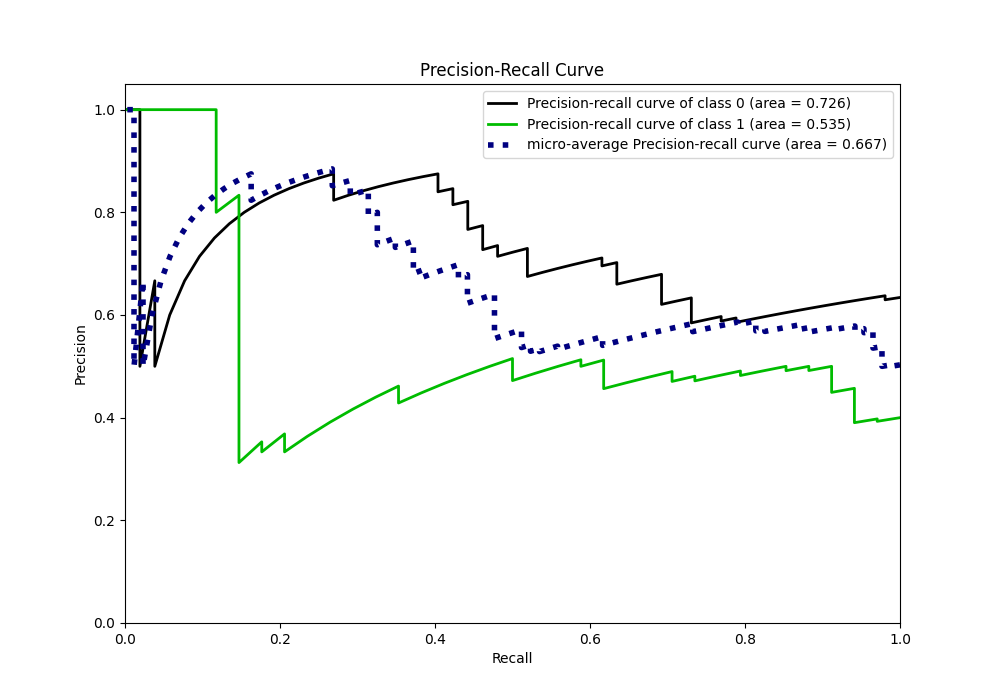 Precision-Recall Curve
Precision-recall curve of class 0 (area = 0.726)
Precision-recall curve of class 1 (area = 0.535)
micro-average Precision-recall curve (area = 0.667)
1.0
0.8
0.6
0.4
0.2
0.0
Precision
0.0 0.2 0.4 0.6 0.8 1.0
Recall